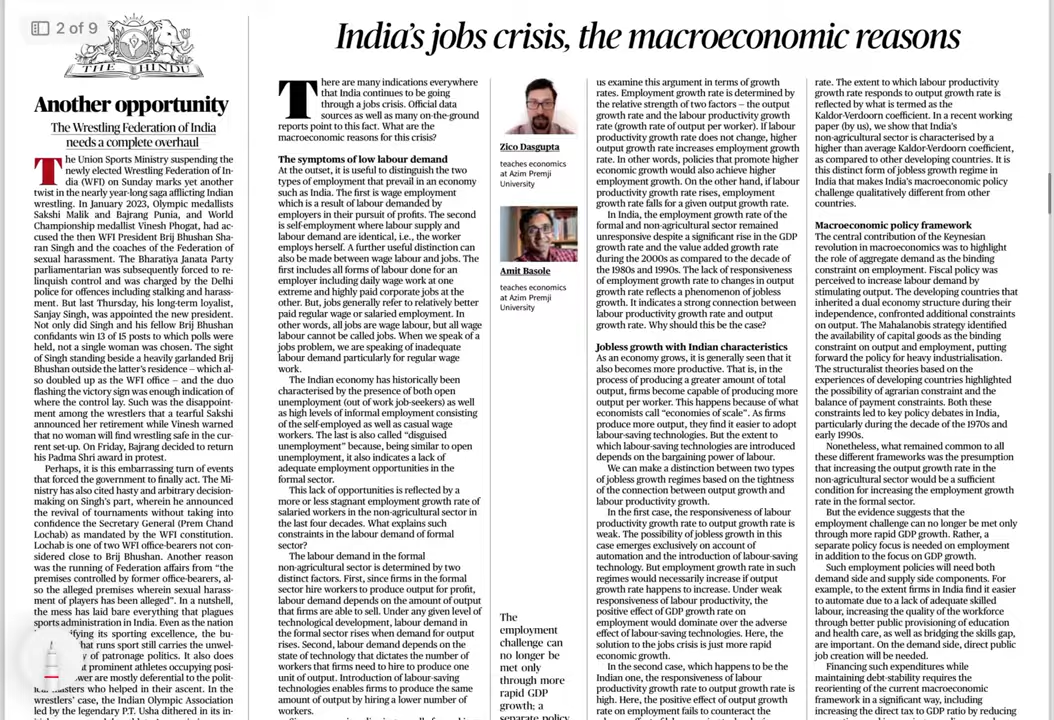 2 of 9
THE HINDU
India's jobs crisis, the macroeconomic reasons
Another opportunity
The Wrestling Federation of India
needs a complete overhaul
The Union Sports Ministry suspending the
newly elected Wrestling Federation of In-
dia (WFI) on Sunday marks yet another
twist in the nearly year-long saga afflicting Indian
wrestling. In January 2023, Olympic medallists
Sakshi Malik and Bajrang Punia, and World
Championship medallist Vinesh Phogat, had ac-
cused the then WFI President Brij Bhushan Sha-
ran Singh and the coaches of the Federation of
sexual harassment. The Bharatiya Janata Party
parliamentarian was subsequently forced to re-
linquish control and was charged by the Delhi
police for offences including stalking and harass-
ment. But last Thursday, his long-term loyalist,
Sanjay Singh, was appointed the new president.
Not only did Singh and his fellow Brij Bhushan
confidants win 13 of 15 posts to which polls were
held, not a single woman was chosen. The sight
of Singh standing beside a heavily garlanded Brij
Bhushan outside the latter's residence – which al-
so doubled up as the WFI office – and the duo
flashing the victory sign was enough indication of
where the control lay. Such was the disappoint-
ment among the wrestlers that a tearful Sakshi
announced her retirement while Vinesh warned
that no woman will find wrestling safe in the cur-
rent set-up. On Friday, Bajrang decided to return
his Padma Shri award in protest.
Perhaps, it is this embarrassing turn of events
that forced the government to finally act. The Mi-
nistry has also cited hasty and arbitrary decision-
making on Singh's part, wherein he announced
the revival of tournaments without taking into
confidence the Secretary General (Prem Chand
Lochab) as mandated by the WFI constitution.
Lochab is one of two WFI office-bearers not con-
sidered close to Brij Bhushan. Another reason
was the running of Federation affairs from "the
premises controlled by former office-bearers, al-
so the alleged premises wherein sexual harass-
ment of players has been alleged". In a nutshell,
the mess has laid bare everything that plagues
sports administration in India. Even as the nation
ifying its sporting excellence, the bu-
hat runs sport still carries the unwel-
y of patronage politics. It also does
t prominent athletes occupying posi-
ower are mostly deferential to the polit-
masters who helped in their ascent. In the
wrestlers' case, the Indian Olympic Association
led by the legendary P.T. Usha dithered in its in-
There are many indications everywhere
that India continues to be going
through a jobs crisis. Official data
sources as well as many on-the-ground
reports point to this fact. What are the
macroeconomic reasons for this crisis?
The symptoms of low labour demand
At the outset, it is useful to distinguish the two
types of employment that prevail in an economy
such as India. The first is wage employment
which is a result of labour demanded by
employers in their pursuit of profits. The second
is self-employment where labour supply and
labour demand are identical, i.e., the worker
employs herself. A further useful distinction can
also be made between wage labour and jobs. The
first includes all forms of labour done for an
employer including daily wage work at one
extreme and highly paid corporate jobs at the
other. But, jobs generally refer to relatively better
paid regular wage or salaried employment. In
other words, all jobs are wage labour, but all wage
labour cannot be called jobs. When we speak of a
jobs problem, we are speaking of inadequate
labour demand particularly for regular wage
work.
The Indian economy has historically been
characterised by the presence of both open
unemployment (out of work job-seekers) as well
as high levels of informal employment consisting
of the self-employed as well as casual wage
workers. The last is also called "disguised
unemployment" because, being similar to open
unemployment, it also indicates a lack of
adequate employment opportunities in the
formal sector.
This lack of opportunities is reflected by a
more or less stagnant employment growth rate of
salaried workers in the non-agricultural sector in
the last four decades. What explains such
constraints in the labour demand of formal
sector?
The labour demand in the formal
non-agricultural sector is determined by two
distinct factors. First, since firms in the formal
sector hire workers to produce output for profit,
labour demand depends on the amount of output
that firms are able to sell. Under any given level of
technological development, labour demand in
the formal sector rises when demand for output
rises. Second, labour demand depends on the
state of technology that dictates the number of
workers that firms need to hire to produce one
unit of output. Introduction of labour-saving
technologies enables firms to produce the same
amount of output by hiring a lower number of
workers.
Zico Dasgupta
teaches economics
at Azim Premji
University
Amit Basole
teaches economics
at Azim Premji
University
The
employment
challenge can
no longer be
met only
through more
rapid GDP
growth; a
separate policy
us examine this argument in terms of growth
rates. Employment growth rate is determined by
the relative strength of two factors – the output
growth rate and the labour productivity growth
rate (growth rate of output per worker). If labour
productivity growth rate does not change, higher
output growth rate increases employment growth
rate. In other words, policies that promote higher
economic growth would also achieve higher
employment growth. On the other hand, if labour
productivity growth rate rises, employment
growth rate falls for a given output growth rate.
In India, the employment growth rate of the
formal and non-agricultural sector remained
unresponsive despite a significant rise in the GDP
growth rate and the value added growth rate
during the 2000s as compared to the decade of
the 1980s and 1990s. The lack of responsiveness
of employment growth rate to changes in output
growth rate reflects a phenomenon of jobless
growth. It indicates a strong connection between
labour productivity growth rate and output
growth rate. Why should this be the case?
Jobless growth with Indian characteristics
As an economy grows, it is generally seen that it
also becomes more productive. That is, in the
process of producing a greater amount of total
output, firms become capable of producing more
output per worker. This happens because of what
economists call "economies of scale". As firms
produce more output, they find it easier to adopt
labour-saving technologies. But the extent to
which labour-saving technologies are introduced
depends on the bargaining power of labour.
We can make a distinction between two types
of jobless growth regimes based on the tightness
of the connection between output growth and
labour productivity growth.
In the first case, the responsiveness of labour
productivity growth rate to output growth rate is
weak. The possibility of jobless growth in this
case emerges exclusively on account of
automation and the introduction of labour-saving
technology. But employment growth rate in such
regimes would necessarily increase if output
growth rate happens to increase. Under weak
responsiveness of labour productivity, the
positive effect of GDP growth rate on
employment would dominate over the adverse
effect of labour-saving technologies. Here, the
solution to the jobs crisis is just more rapid
economic growth.
In the second case, which happens to be the
Indian one, the responsiveness of labour
productivity growth rate to output growth rate is
high. Here, the positive effect of output growth
rate on employment fails to counteract the
rate. The extent to which labour productivity
growth rate responds to output growth rate is
reflected by what is termed as the
Kaldor-Verdoorn coefficient. In a recent working
paper (by us), we show that India's
non-agricultural sector is characterised by a
higher than average Kaldor-Verdoorn coefficient,
as compared to other developing countries. It is
this distinct form of jobless growth regime in
India that makes India's macroeconomic policy
challenge qualitatively different from other
countries.
Macroeconomic policy framework
The central contribution of the Keynesian
revolution in macroeconomics was to highlight
the role of aggregate demand as the binding
constraint on employment. Fiscal policy was
perceived to increase labour demand by
stimulating output. The developing countries that
inherited a dual economy structure during their
independence, confronted additional constraints
on output. The Mahalanobis strategy identified
the availability of capital goods as the binding
constraint on output and employment, putting
forward the policy for heavy industrialisation.
The structuralist theories based on the
experiences of developing countries highlighted
the possibility of agrarian constraint and the
balance of payment constraints. Both these
constraints led to key policy debates in India,
particularly during the decade of the 1970s and
early 1990s.
Nonetheless, what remained common to all
these different frameworks was the presumption
that increasing the output growth rate in the
non-agricultural sector would be a sufficient
condition for increasing the employment growth
rate in the formal sector.
But the evidence suggests that the
employment challenge can no longer be met only
through more rapid GDP growth. Rather, a
separate policy focus is needed on employment
in addition to the focus on GDP growth.
Such employment policies will need both
demand side and supply side components. For
example, to the extent firms in India find it easier
to automate due to a lack of adequate skilled
labour, increasing the quality of the workforce
through better public provisioning of education
and health care, as well as bridging the skills gap,
are important. On the demand side, direct public
job creation will be needed.
Financing such expenditures while
maintaining debt-stability requires the
reorienting of the current macroeconomic
framework in a significant way, including
increasing the direct tax to GDP ratio by reducing